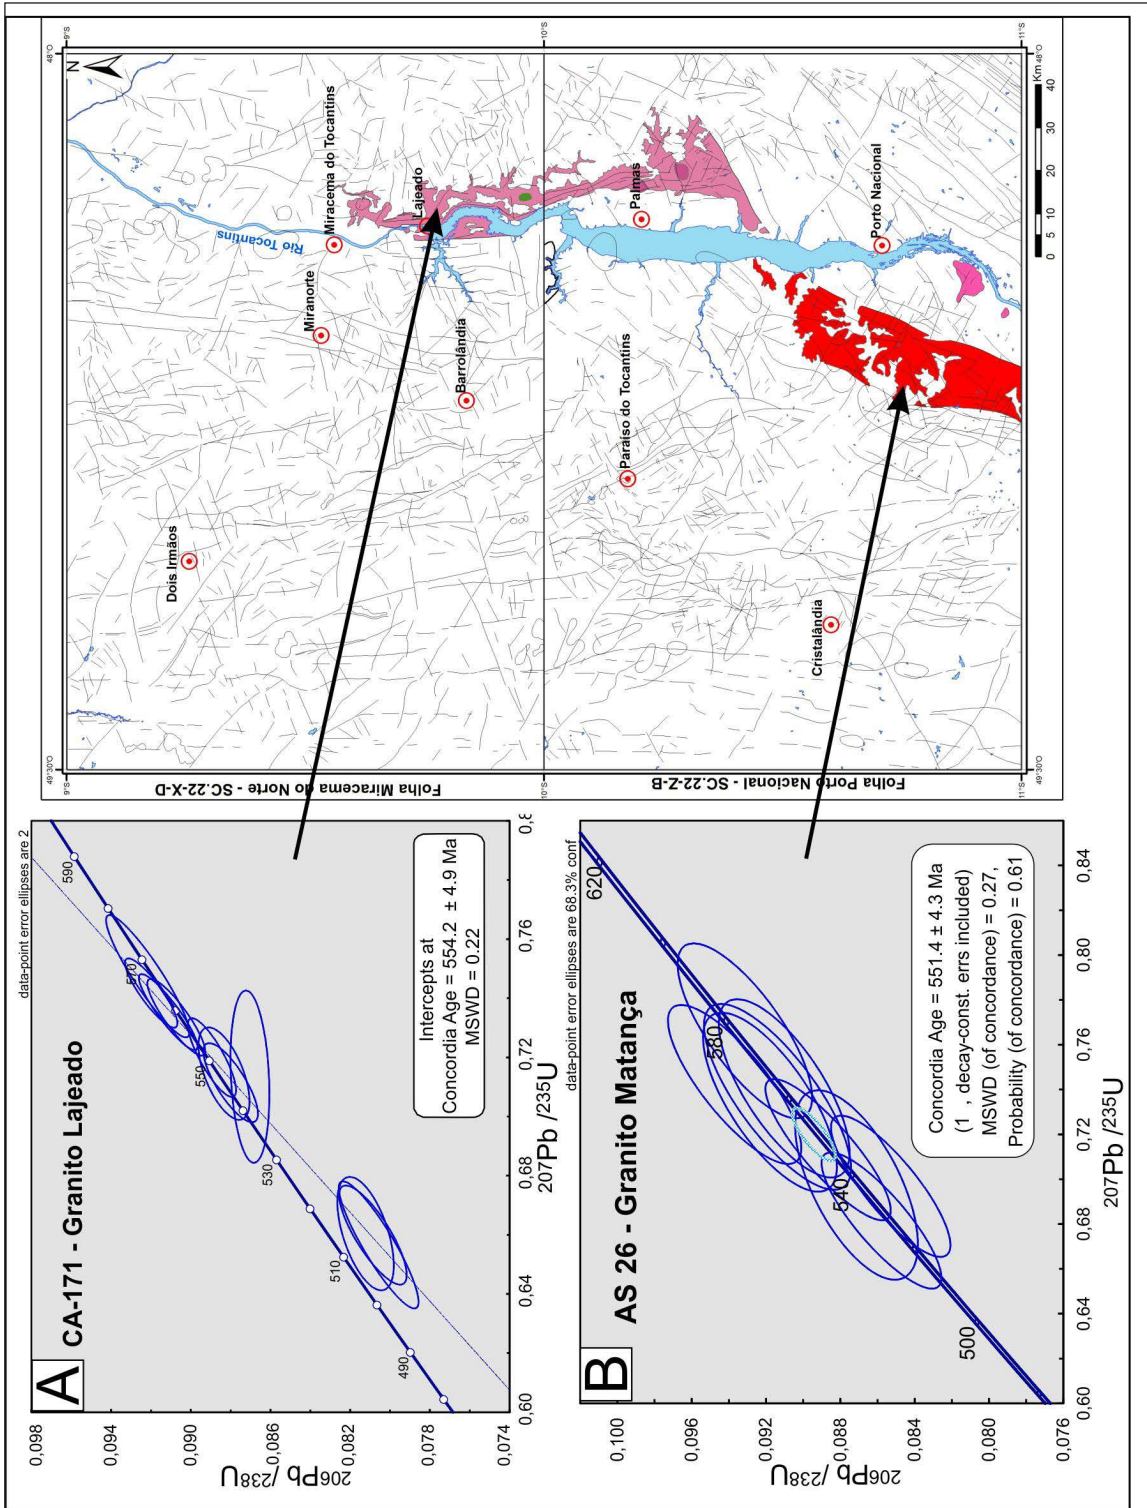 A
CA-171 - Granito Lajeado
data-point error ellipses are 2
0,098
0,094
0,090
0,086
0,082
0,078
0,074
206Pb /238U
590
570
550
530
510
490
Intercepts at
Concordia Age = 554.2 ± 4.9 Ma
MSWD = 0.22
0,60
0,64
0,68
0,72
0,76
207Pb /235U
B
AS 26 - Granito Matança
data-point error ellipses are 68.3% conf
0,100
0,096
0,092
0,088
0,084
0,080
0,076
206Pb /238U
620
580
540
500
Concordia Age = 551.4 ± 4.3 Ma
(1 , decay-const. errs included)
MSWD (of concordance) = 0.27,
Probability (of concordance) = 0.61
0,60
0,64
0,68
0,72
0,76
0,80
0,84
207Pb /235U
49°30'O
48°O
9°S
9°S
N
Folha Miracema do Norte - SC.22-X-D
Dois Irmãos
Miranorte
Rio Tocantins
Miracema do Tocantins
Barrolândia
Lajeado
10°S
10°S
Folha Porto Nacional - SC.22-Z-B
Paraíso do Tocantins
Palmas
Cristalândia
Porto Nacional
11°S
11°S
49°30'O
48°O
0 5 10 20 30 40
Km